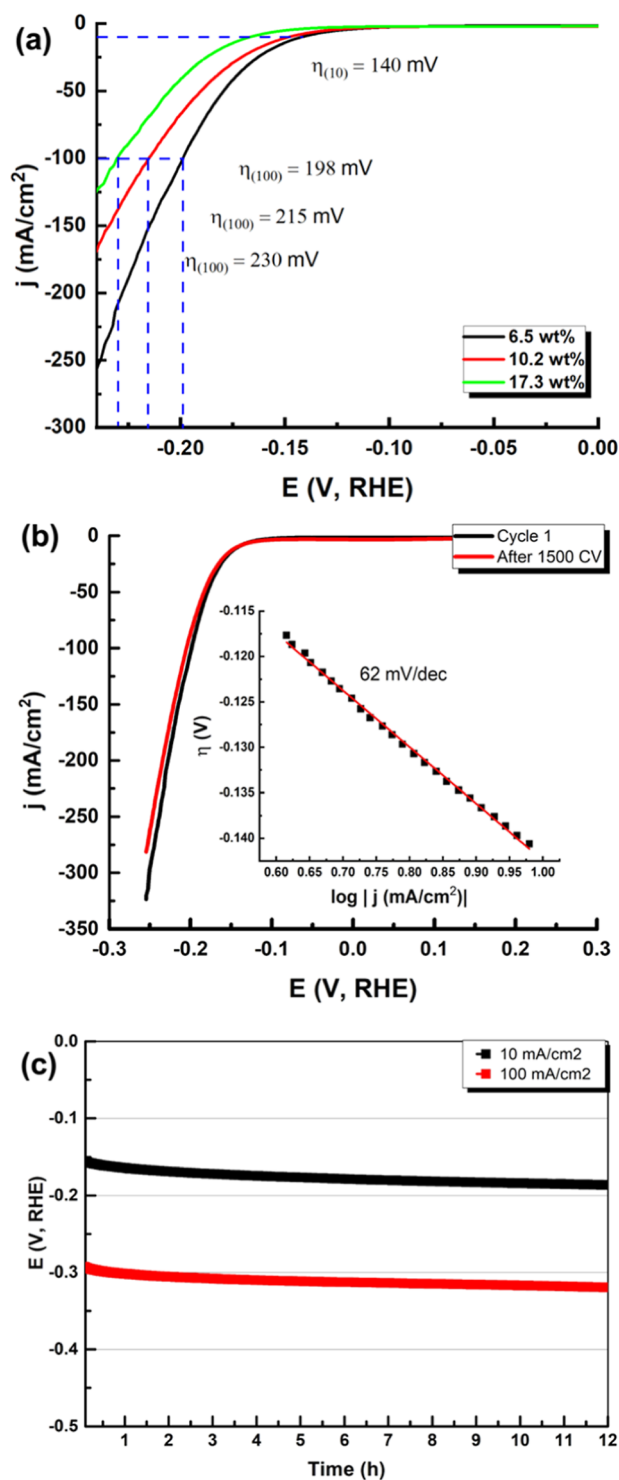 (a)
0
-50
-100
-150
-200
-250
-300
j (mA/cm²)
η(10) = 140 mV
η(100) = 198 mV
η(100) = 215 mV
η(100) = 230 mV
6.5 wt%
10.2 wt%
17.3 wt%
-0.20 -0.15 -0.10 -0.05 0.00
E (V, RHE)
(b)
0
-50
-100
-150
-200
-250
-300
-350
j (mA/cm²)
Cycle 1
After 1500 CV
-0.115
-0.120
-0.125
-0.130
-0.135
-0.140
η (V)
62 mV/dec
0.60 0.65 0.70 0.75 0.80 0.85 0.90 0.95 1.00
log | j (mA/cm²)|
-0.3 -0.2 -0.1 0.0 0.1 0.2 0.3
E (V, RHE)
(c)
0.0
-0.1
-0.2
-0.3
-0.4
-0.5
E (V, RHE)
10 mA/cm2
100 mA/cm2
1 2 3 4 5 6 7 8 9 10 11 12
Time (h)